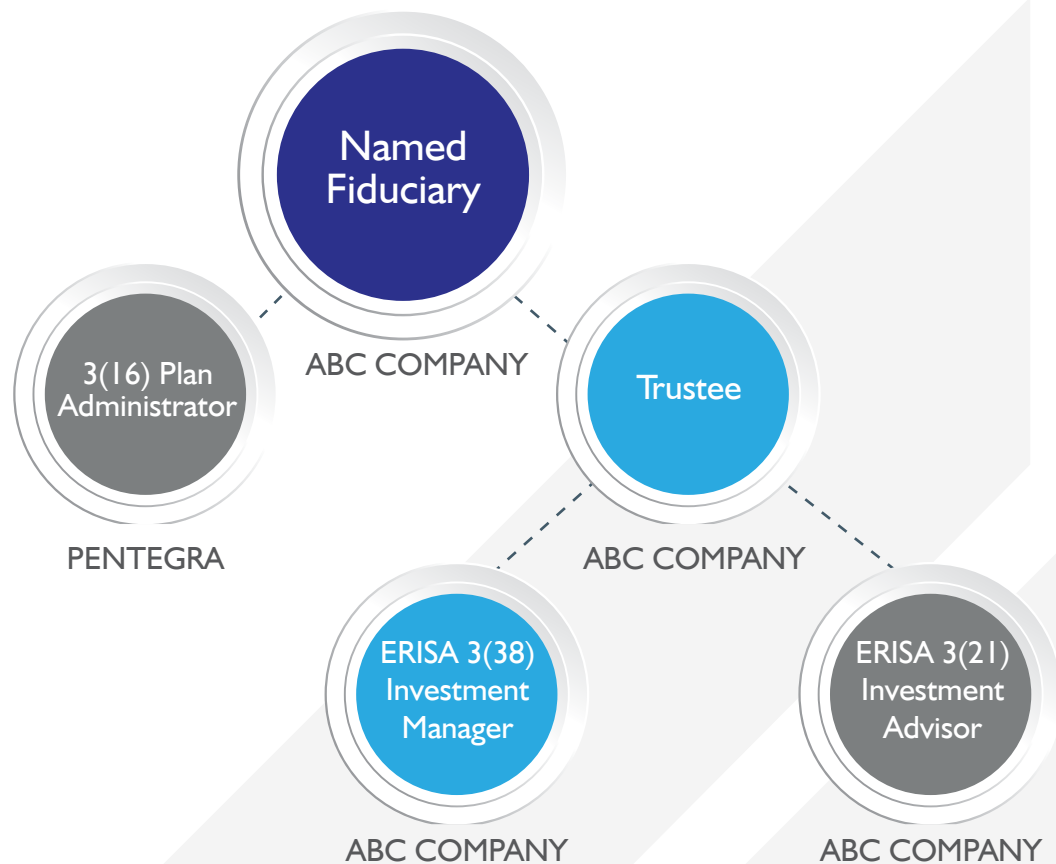 Named
Fiduciary
ABC COMPANY
3(16) Plan
Administrator
PENTEGRA
Trustee
ABC COMPANY
ERISA 3(38)
Investment
Manager
ABC COMPANY
ERISA 3(21)
Investment
Advisor
ABC COMPANY